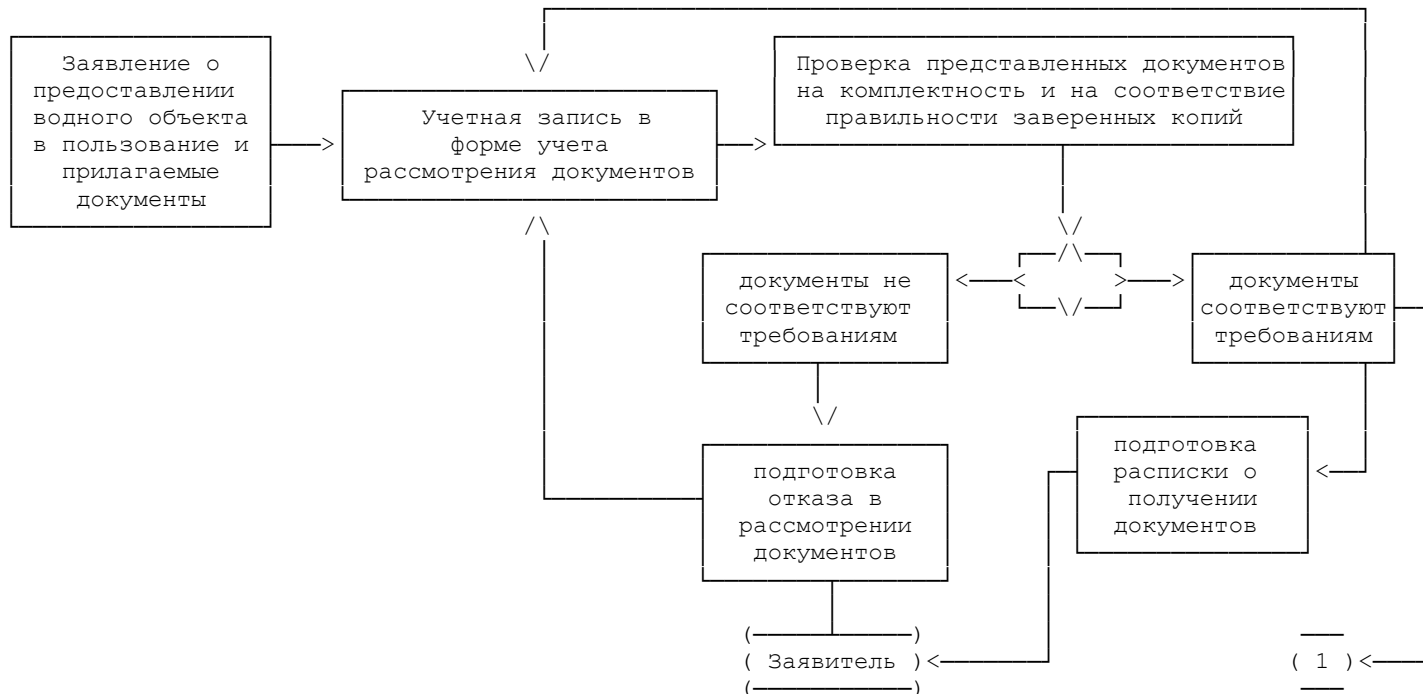 Заявление о
предоставлении
водного объекта
в пользование и
прилагаемые
документы
Учетная запись в
форме учета
рассмотрения документов
Проверка представленных документов
на комплектность и на соответствие
правильности заверенных копий
документы не
соответствуют
требованиям
документы
соответствуют
требованиям
подготовка
отказа в
рассмотрении
документов
подготовка
расписки о
получении
документов
( Заявитель )
( 1 )